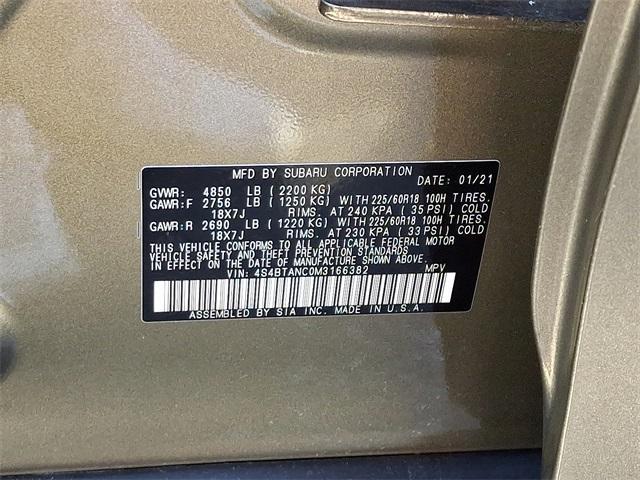 MFD BY SUBARU CORPORATION
DATE: 01/21
GVWR: 4850 LB (2200 KG)
GAWR:F 2756 LB (1250 KG) WITH 225/60R18 100H TIRES.
18X7J RIMS. AT 240 KPA (35 PSI) COLD
GAWR:R 2690 LB (1220 KG) WITH 225/60R18 100H TIRES.
18X7J RIMS. AT 230 KPA (33 PSI) COLD
THIS VEHICLE CONFORMS TO ALL APPLICABLE FEDERAL MOTOR
VEHICLE SAFETY AND THEFT PREVENTION STANDARDS
IN EFFECT ON THE DATE OF MANUFACTURE SHOWN ABOVE.
VIN: 4S4BTANC0M3166382 MPV
ASSEMBLED BY SIA INC. MADE IN U.S.A.